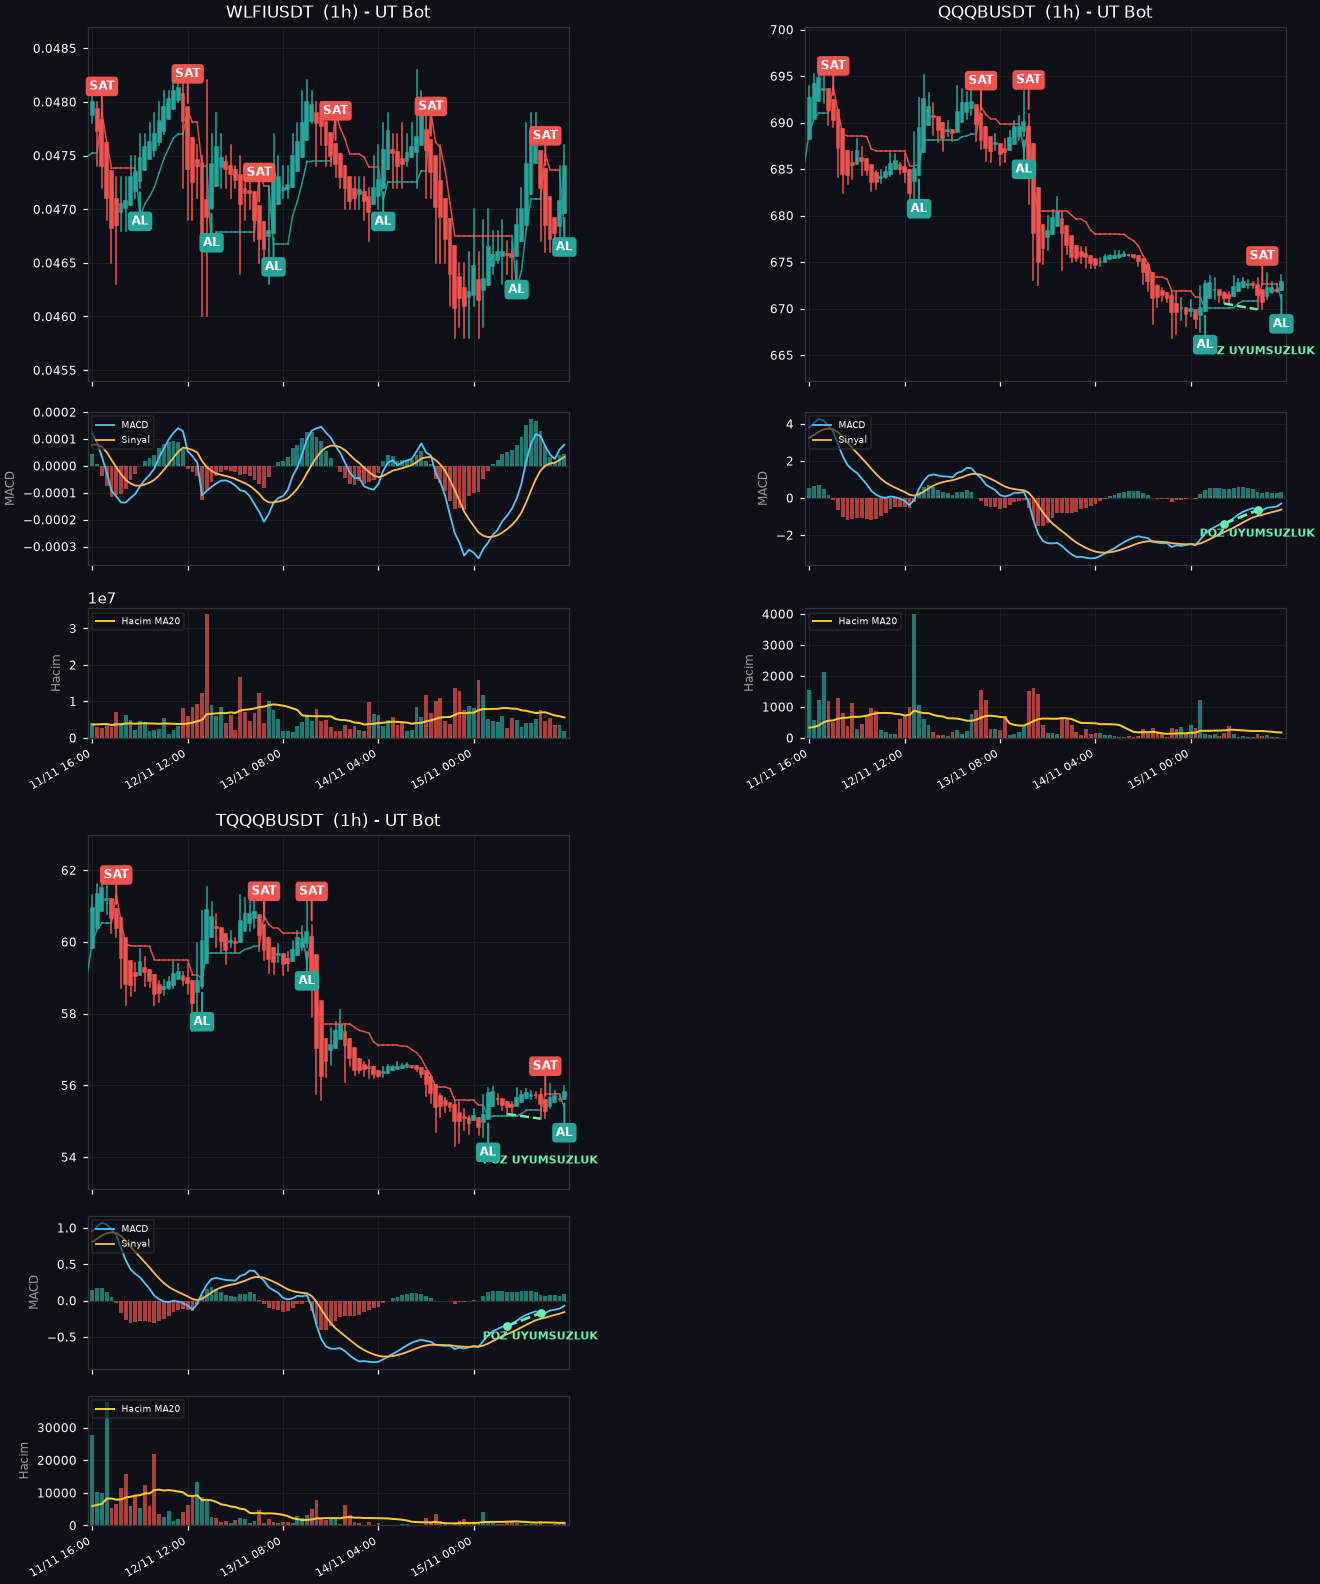 WLFIUSDT (1h) - UT Bot
0.0485
0.0480
0.0475
0.0470
0.0465
0.0460
0.0455
SAT
SAT
SAT
SAT
SAT
SAT
AL
AL
AL
AL
AL
AL
MACD
0.0002
0.0001
0.0000
−0.0001
−0.0002
−0.0003
MACD
Sinyal
1e7
Hacim
3
2
1
0
Hacim MA20
11/11 16:00
12/11 12:00
13/11 08:00
14/11 04:00
15/11 00:00
QQQBUSDT (1h) - UT Bot
700
695
690
685
680
675
670
665
SAT
SAT
SAT
SAT
AL
AL
AL
AL
POZ UYUMSUZLUK
MACD
4
2
0
−2
MACD
Sinyal
POZ UYUMSUZLUK
Hacim
4000
3000
2000
1000
0
Hacim MA20
11/11 16:00
12/11 12:00
13/11 08:00
14/11 04:00
15/11 00:00
TQQQBUSDT (1h) - UT Bot
62
60
58
56
54
SAT
SAT
SAT
SAT
AL
AL
AL
AL
POZ UYUMSUZLUK
MACD
1.0
0.5
0.0
−0.5
MACD
Sinyal
POZ UYUMSUZLUK
Hacim
30000
20000
10000
0
Hacim MA20
11/11 16:00
12/11 12:00
13/11 08:00
14/11 04:00
15/11 00:00